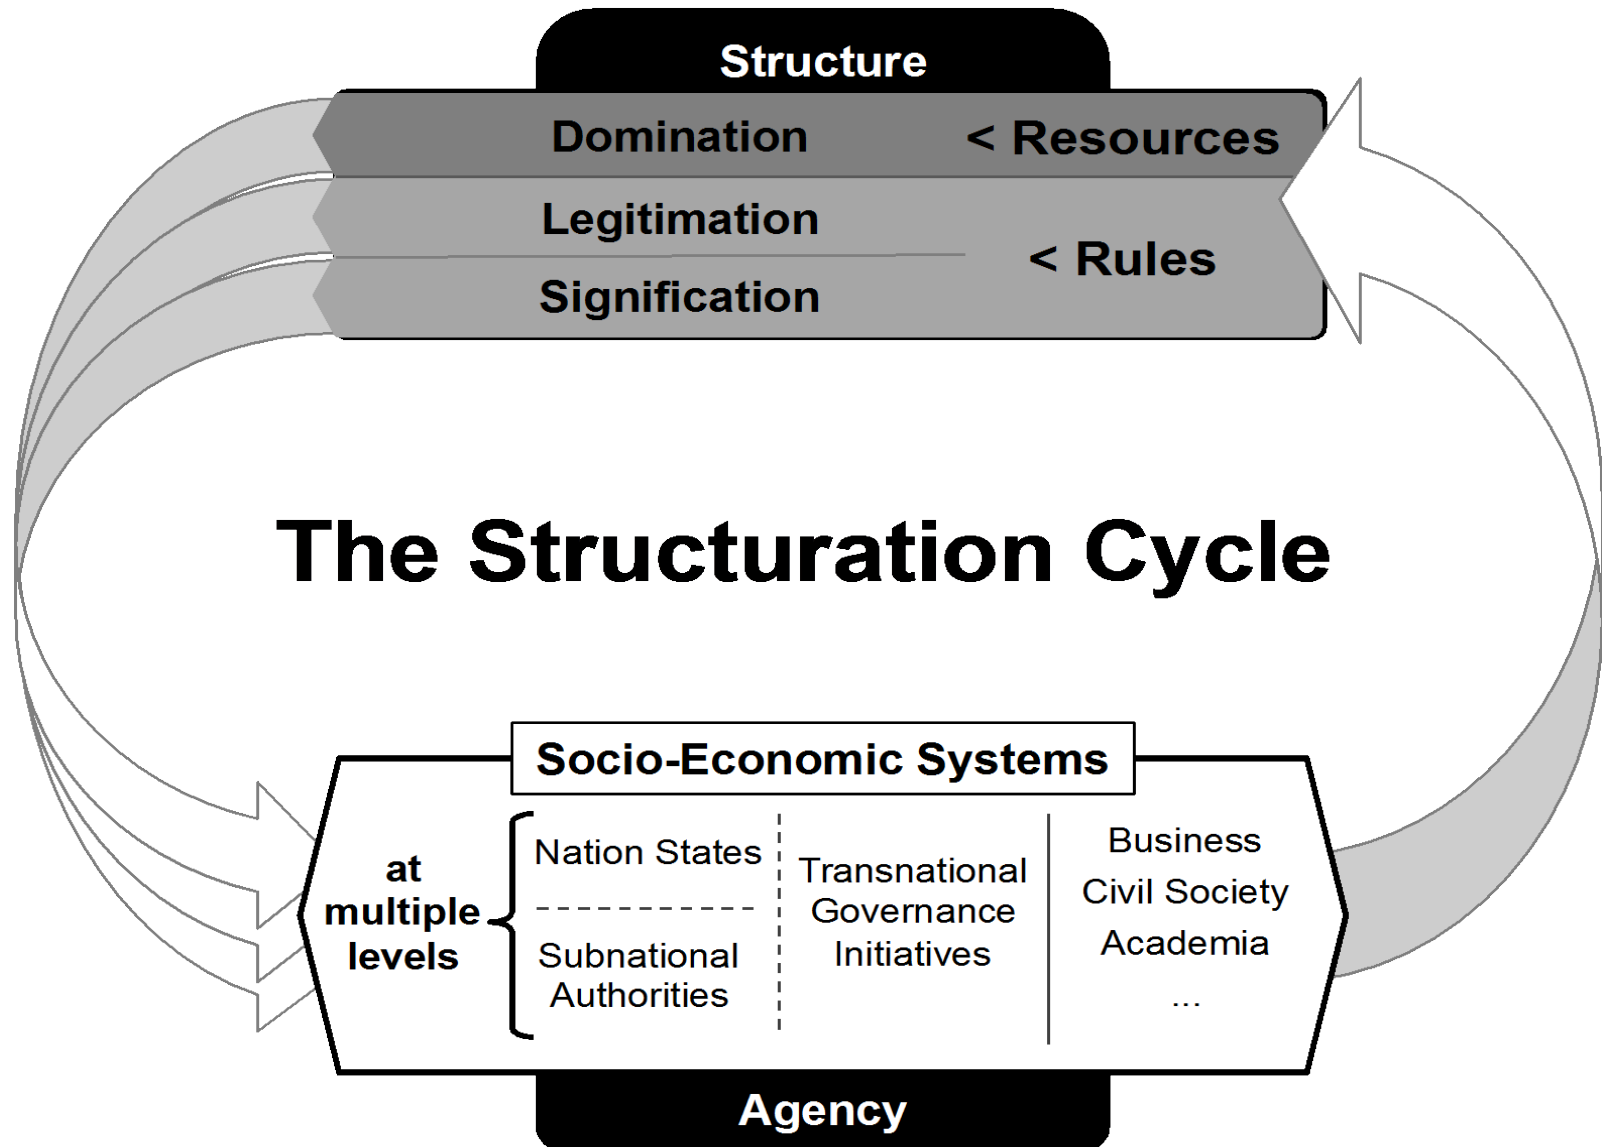 Structure
Domination < Resources
Legitimation
< Rules
Signification
The Structuration Cycle
Socio-Economic Systems
at
multiple
levels
Nation States
Subnational
Authorities
Transnational
Governance
Initiatives
Business
Civil Society
Academia
...
Agency